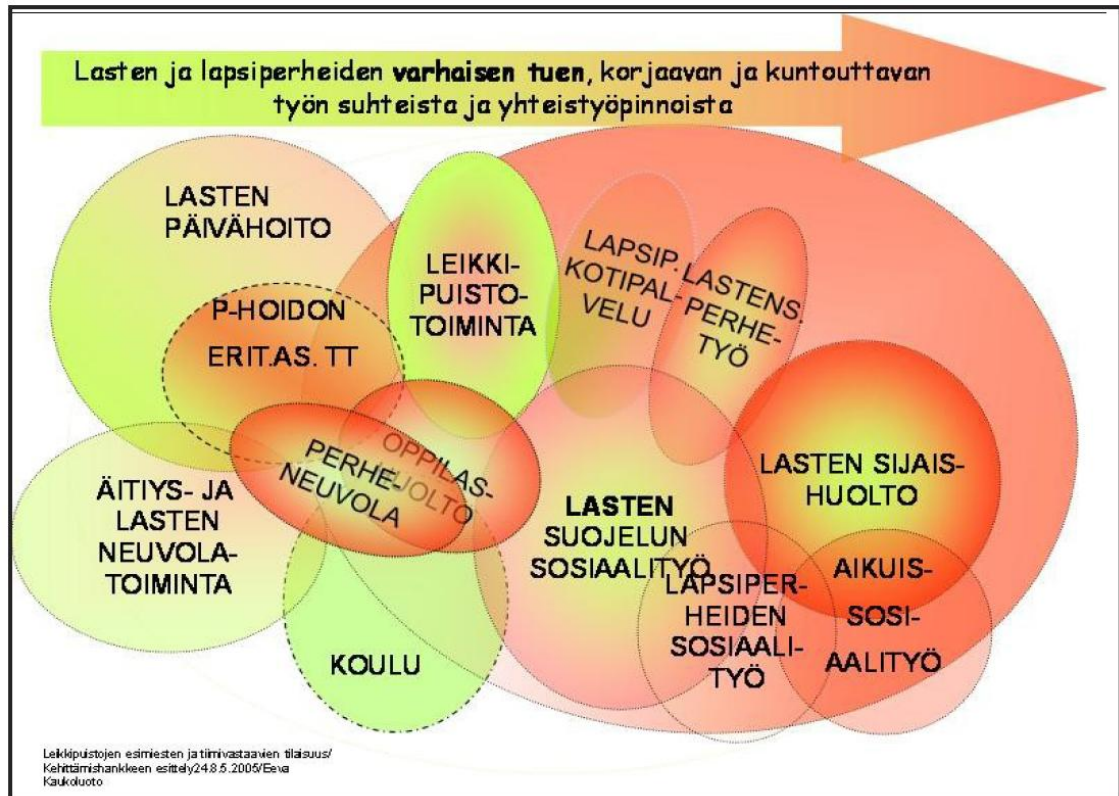 Lasten ja lapsiperheiden varhaisen tuen, korjaavan ja kuntouttavan
työn suhteista ja yhteistyöpinnoista
LASTEN
PÄIVÄHOITO
P-HOIDON
ERIT.AS. TT
LEIKKI-
PUISTO-
TOIMINTA
LAPSIP.
KOTIPAL-
VELU
LASTENS.
PERHE-
TYÖ
ÄITIYS- JA
LASTEN
NEUVOLA-
TOIMINTA
PERHE-
NEUVOLA
OPPILAS-
HUOLTO
KOULU
LASTEN
SUOJELUN
SOSIAALITYÖ
LASTEN SIJAIS-
HUOLTO
LAPSIPER-
HEIDEN
SOSIAALI-
TYÖ
AIKUIS-
SOSI-
AALITYÖ
Leikkipuistojen esimiesten ja tiimivastaavien tilaisuus/
Kehittämishankkeen esittely24.8.5.2005/Eeva
Kaukoluoto